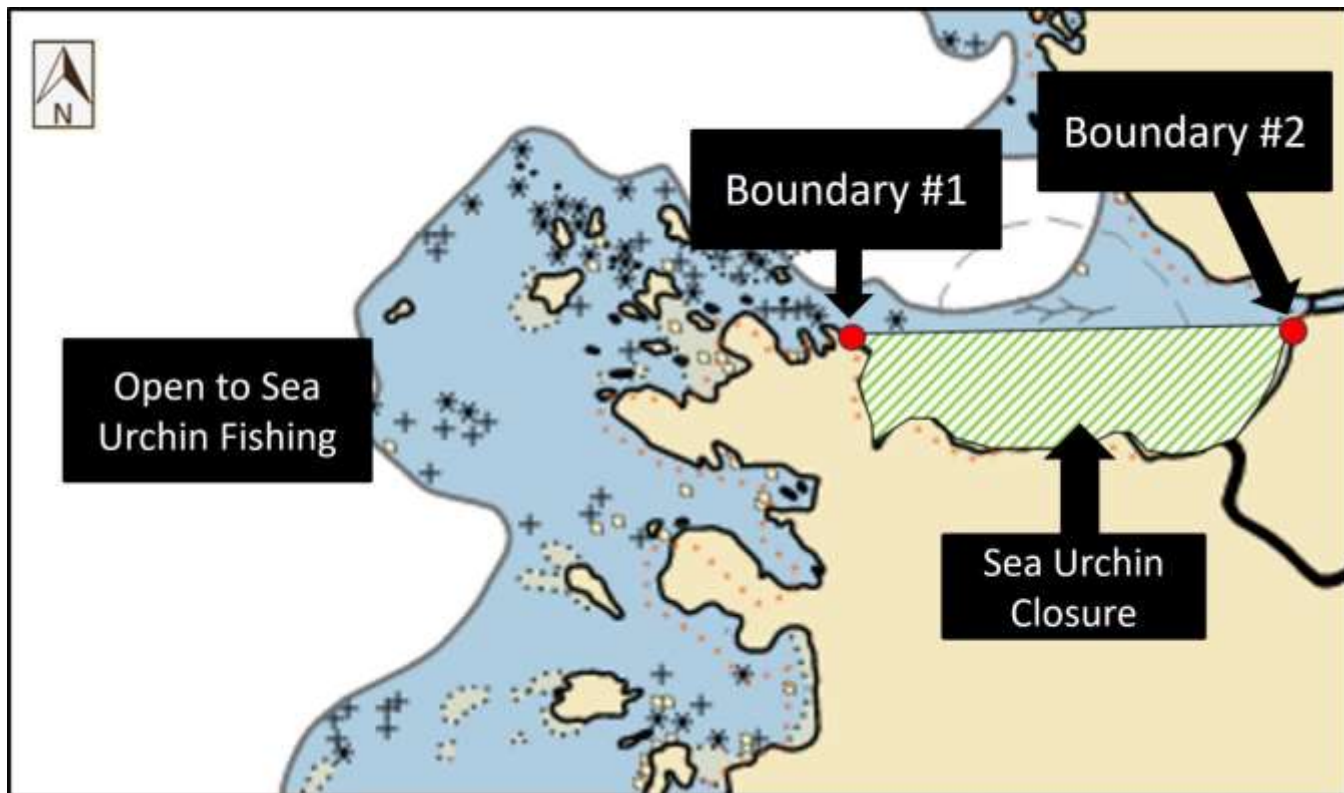 N
Boundary #1
Boundary #2
Open to Sea
Urchin Fishing
Sea Urchin
Closure